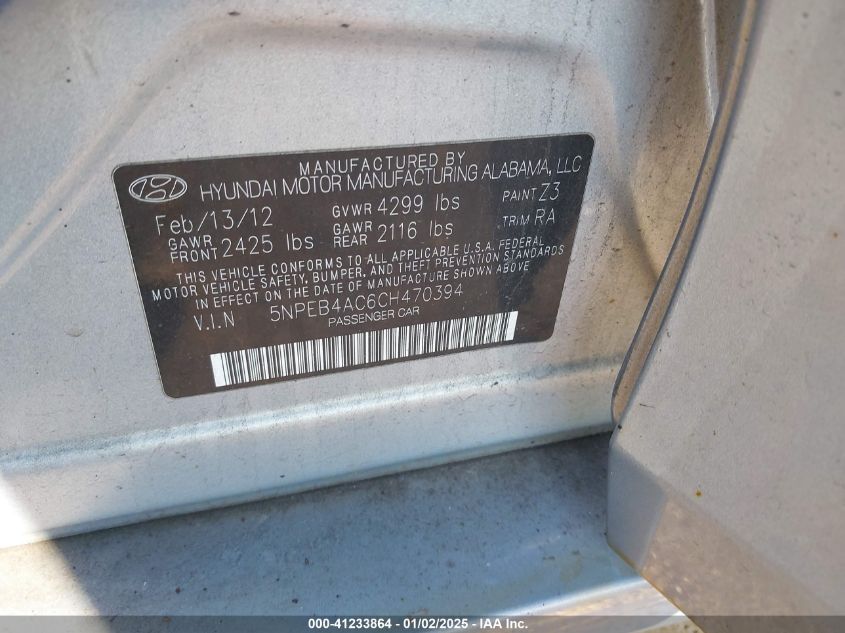 MANUFACTURED BY
HYUNDAI MOTOR MANUFACTURING ALABAMA, LLC
Feb/13/12 GVWR 4299 lbs PAINT Z3
GAWR FRONT 2425 lbs GAWR REAR 2116 lbs TRIM RA
THIS VEHICLE CONFORMS TO ALL APPLICABLE U.S.A. FEDERAL
MOTOR VEHICLE SAFETY, BUMPER, AND THEFT PREVENTION STANDARDS
IN EFFECT ON THE DATE OF MANUFACTURE SHOWN ABOVE
V.I.N 5NPEB4AC6CH470394
PASSENGER CAR
000-41233864 - 01/02/2025 - IAA Inc.